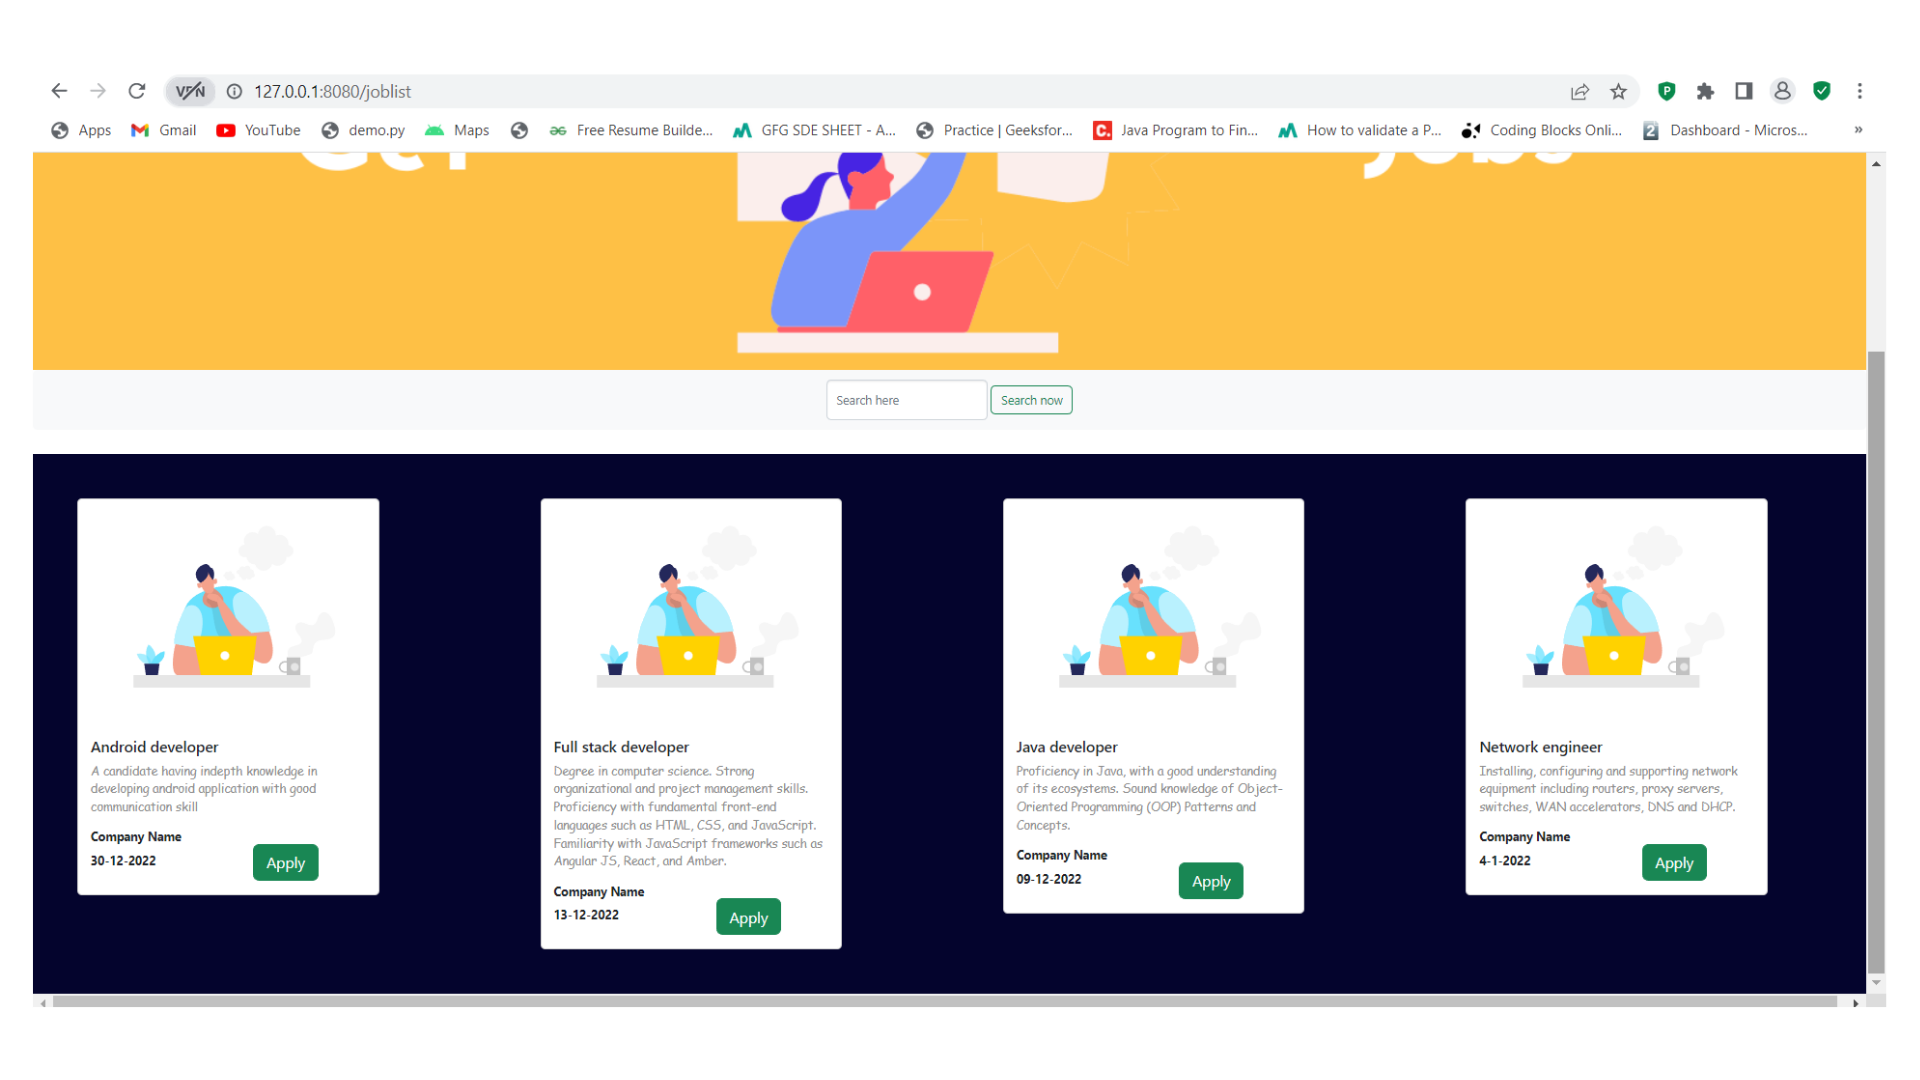 VPN 127.0.0.1:8080/joblist
Apps Gmail YouTube demo.py Maps Free Resume Builde... GFG SDE SHEET - A... Practice | Geeksfor... C. Java Program to Fin... How to validate a P... Coding Blocks Onli... 2 Dashboard - Micros... »
Get Jobs
Search here Search now
Android developer
A candidate having indepth knowledge in
developing android application with good
communication skill
Company Name
30-12-2022
Apply
Full stack developer
Degree in computer science. Strong
organizational and project management skills.
Proficiency with fundamental front-end
languages such as HTML, CSS, and JavaScript.
Familiarity with JavaScript frameworks such as
Angular JS, React, and Amber.
Company Name
13-12-2022
Apply
Java developer
Proficiency in Java, with a good understanding
of its ecosystems. Sound knowledge of Object-
Oriented Programming (OOP) Patterns and
Concepts.
Company Name
09-12-2022
Apply
Network engineer
Installing, configuring and supporting network
equipment including routers, proxy servers,
switches, WAN accelerators, DNS and DHCP.
Company Name
4-1-2022
Apply